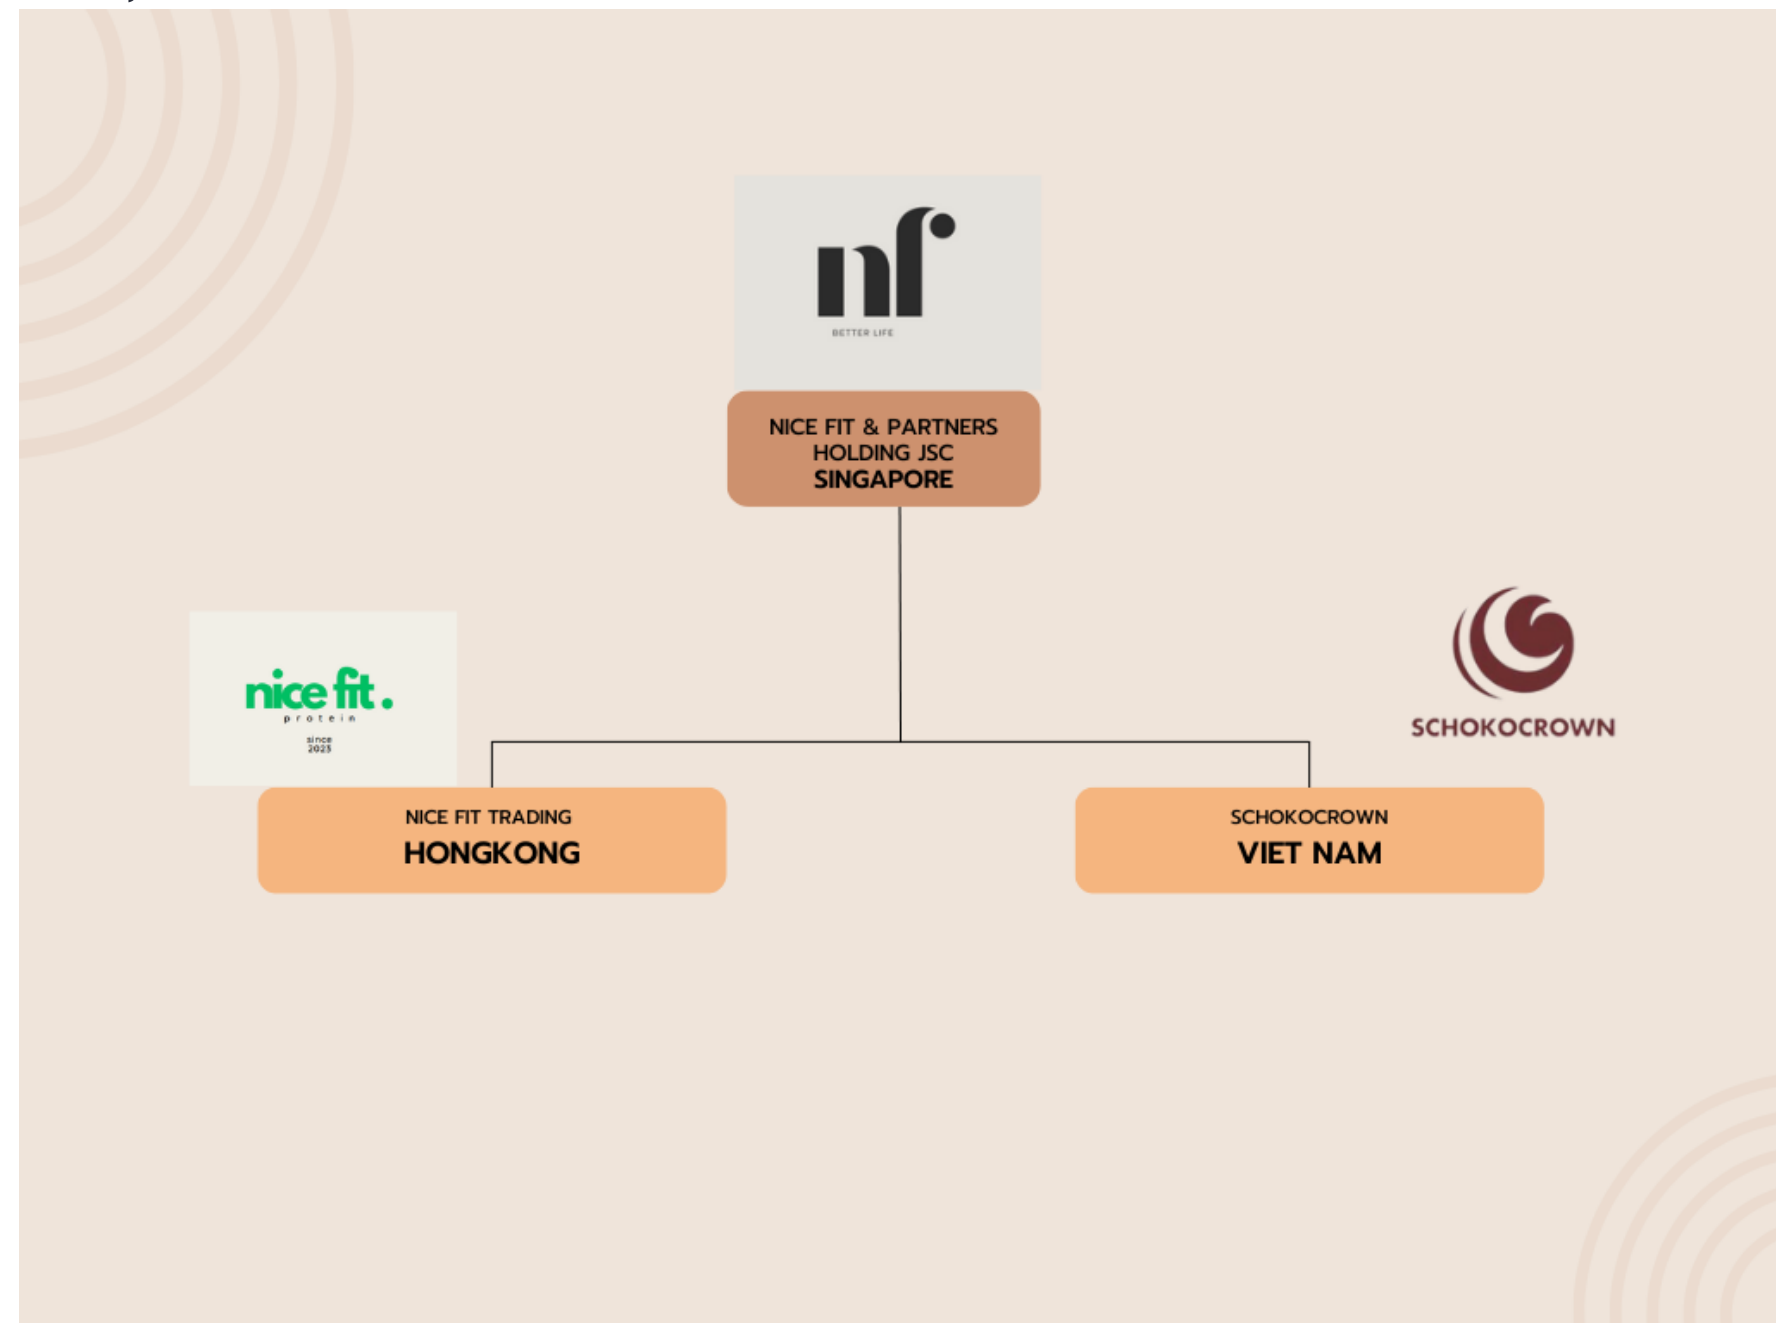 nf
BETTER LIFE
NICE FIT & PARTNERS
HOLDING JSC
SINGAPORE
nice fit.
protein
since
2023
SCHOKOCROWN
NICE FIT TRADING
HONGKONG
SCHOKOCROWN
VIET NAM